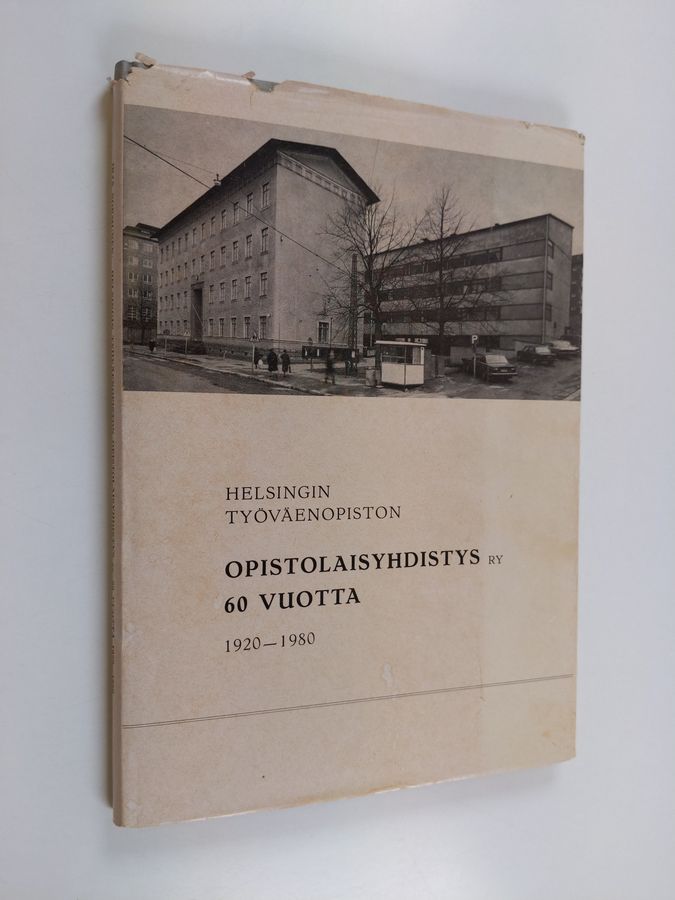 HELSINGIN
TYÖVÄENOPISTON
OPISTOLAISYHDISTYS RY
60 VUOTTA
1920—1980
P